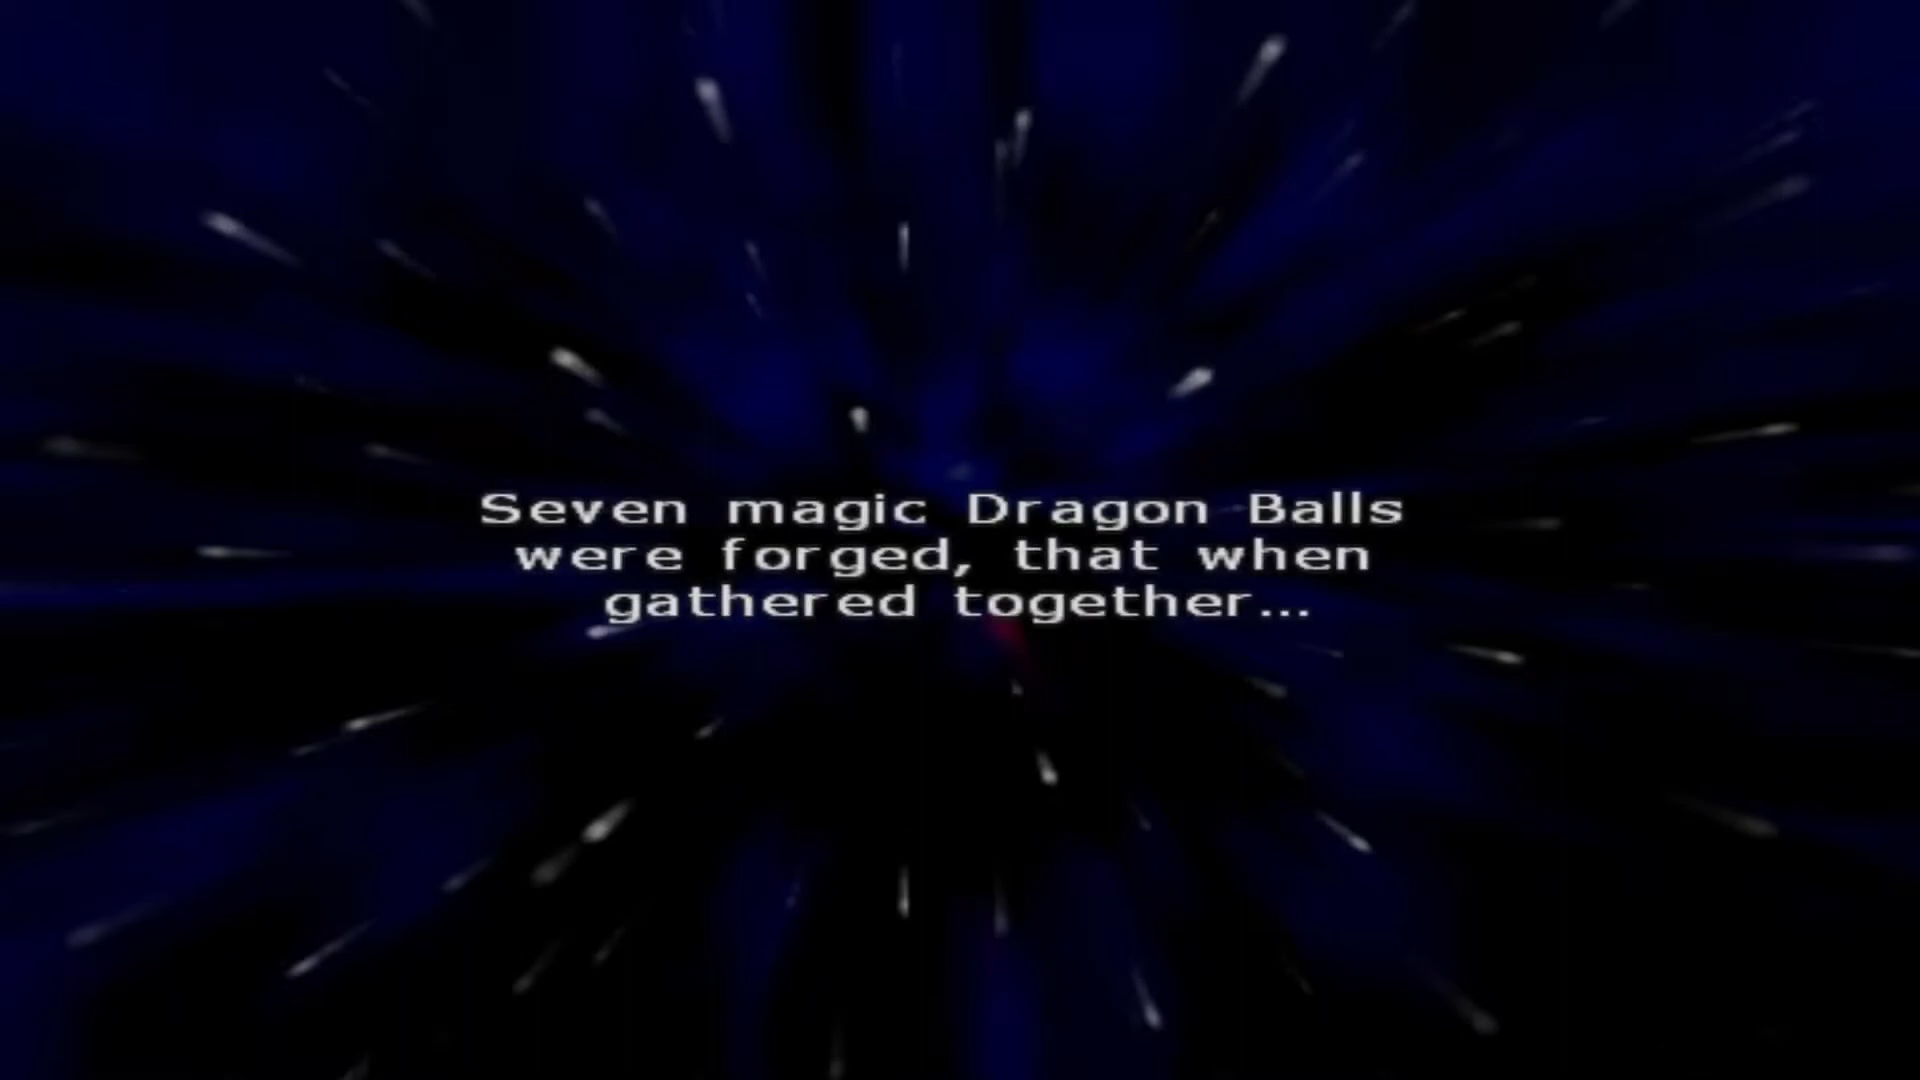 Seven magic Dragon Balls
were forged, that when
gathered together...